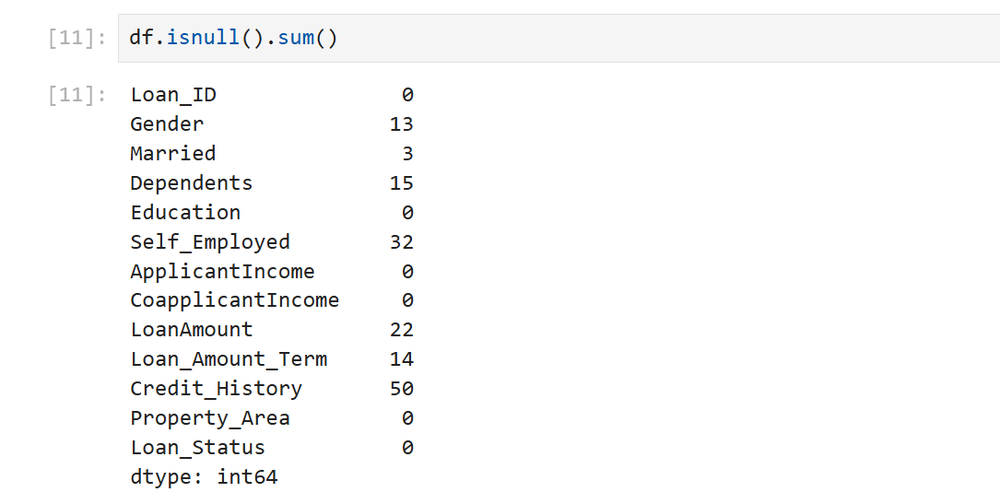 [11]: df.isnull().sum()
[11]: Loan_ID 0
Gender 13
Married 3
Dependents 15
Education 0
Self_Employed 32
ApplicantIncome 0
CoapplicantIncome 0
LoanAmount 22
Loan_Amount_Term 14
Credit_History 50
Property_Area 0
Loan_Status 0
dtype: int64